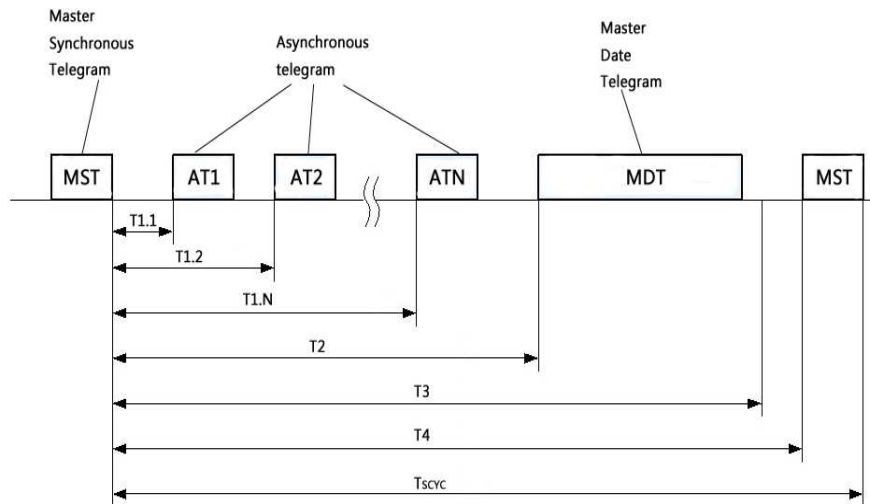 Master
Synchronous
Telegram
Asynchronous
telegram
Master
Date
Telegram
MST
AT1
AT2
ATN
MDT
MST
T1.1
T1.2
T1.N
T2
T3
T4
TSCYC